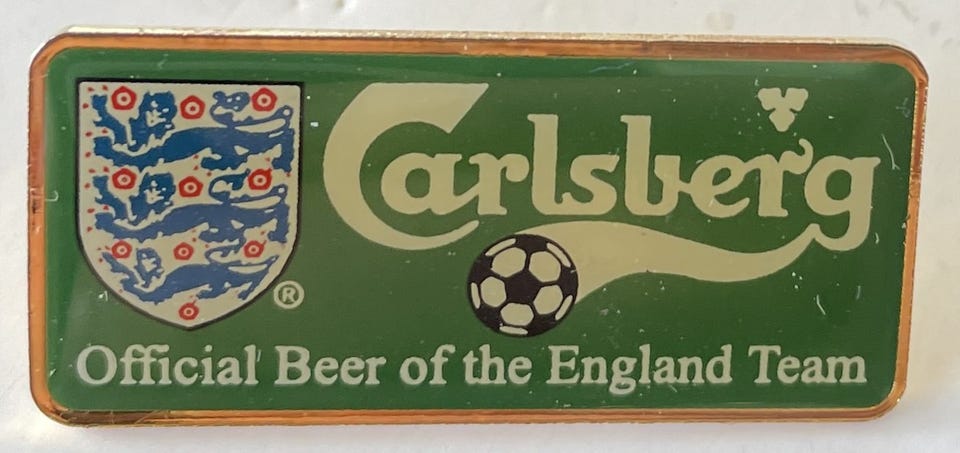 Carlsberg
®
Official Beer of the England Team